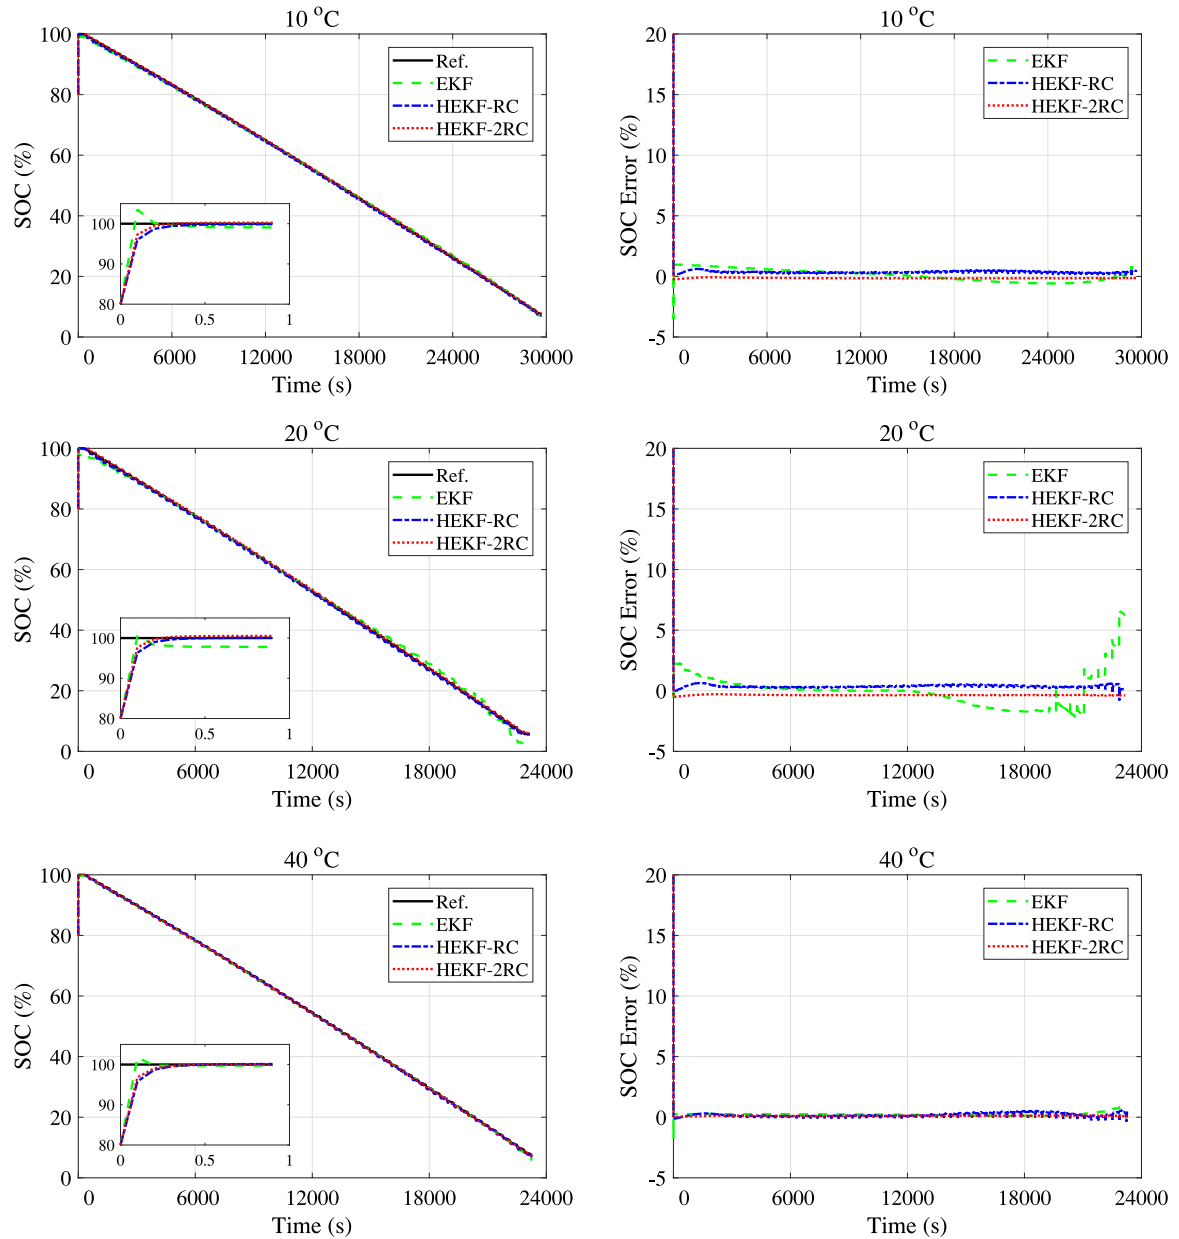 10 °C
SOC (%)
100
80
60
40
20
0
Ref.
EKF
HEKF-RC
HEKF-2RC
100
90
80
0
0.5
1
0
6000
12000
18000
24000
30000
Time (s)
10 °C
SOC Error (%)
20
15
10
5
0
-5
EKF
HEKF-RC
HEKF-2RC
0
6000
12000
18000
24000
30000
Time (s)
20 °C
SOC (%)
100
80
60
40
20
0
Ref.
EKF
HEKF-RC
HEKF-2RC
100
90
80
0
0.5
1
0
6000
12000
18000
24000
Time (s)
20 °C
SOC Error (%)
20
15
10
5
0
-5
EKF
HEKF-RC
HEKF-2RC
0
6000
12000
18000
24000
Time (s)
40 °C
SOC (%)
100
80
60
40
20
0
Ref.
EKF
HEKF-RC
HEKF-2RC
100
90
80
0
0.5
1
0
6000
12000
18000
24000
Time (s)
40 °C
SOC Error (%)
20
15
10
5
0
-5
EKF
HEKF-RC
HEKF-2RC
0
6000
12000
18000
24000
Time (s)